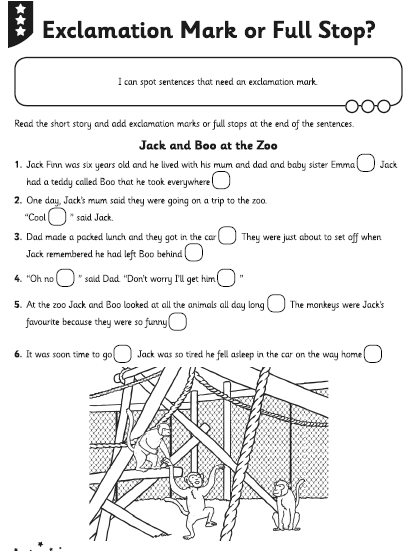 Exclamation Mark or Full Stop?
I can spot sentences that need an exclamation mark.
Read the short story and add exclamation marks or full stops at the end of the sentences.
Jack and Boo at the Zoo
1. Jack Finn was six years old and he lived with his mum and dad and baby sister Emma Jack
had a teddy called Boo that he took everywhere
2. One day, Jack's mum said they were going on a trip to the zoo.
“Cool ” said Jack.
3. Dad made a packed lunch and they got in the car They were just about to set off when
Jack remembered he had left Boo behind
4. “Oh no ” said Dad. “Don't worry I'll get him ”
5. At the zoo Jack and Boo looked at all the animals all day long The monkeys were Jack's
favourite because they were so funny
6. It was soon time to go Jack was so tired he fell asleep in the car on the way home